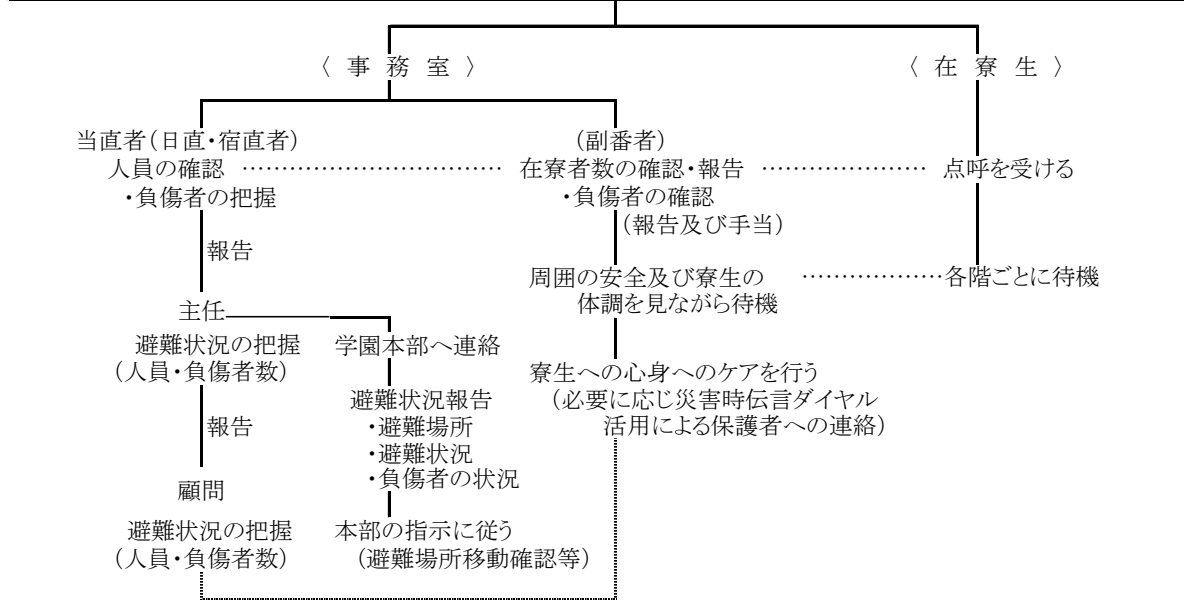 〈 事 務 室 〉
〈 在 寮 生 〉
当直者(日直・宿直者)
人員の確認
・負傷者の把握
報告
主任
避難状況の把握
(人員・負傷者数)
報告
顧問
避難状況の把握
(人員・負傷者数)
学園本部へ連絡
避難状況報告
・避難場所
・避難状況
・負傷者の状況
本部の指示に従う
(避難場所移動確認等)
(副番者)
在寮者数の確認・報告
・負傷者の確認
(報告及び手当)
周囲の安全及び寮生の
体調を見ながら待機
寮生への心身へのケアを行う
(必要に応じ災害時伝言ダイヤル
活用による保護者への連絡)
点呼を受ける
各階ごとに待機